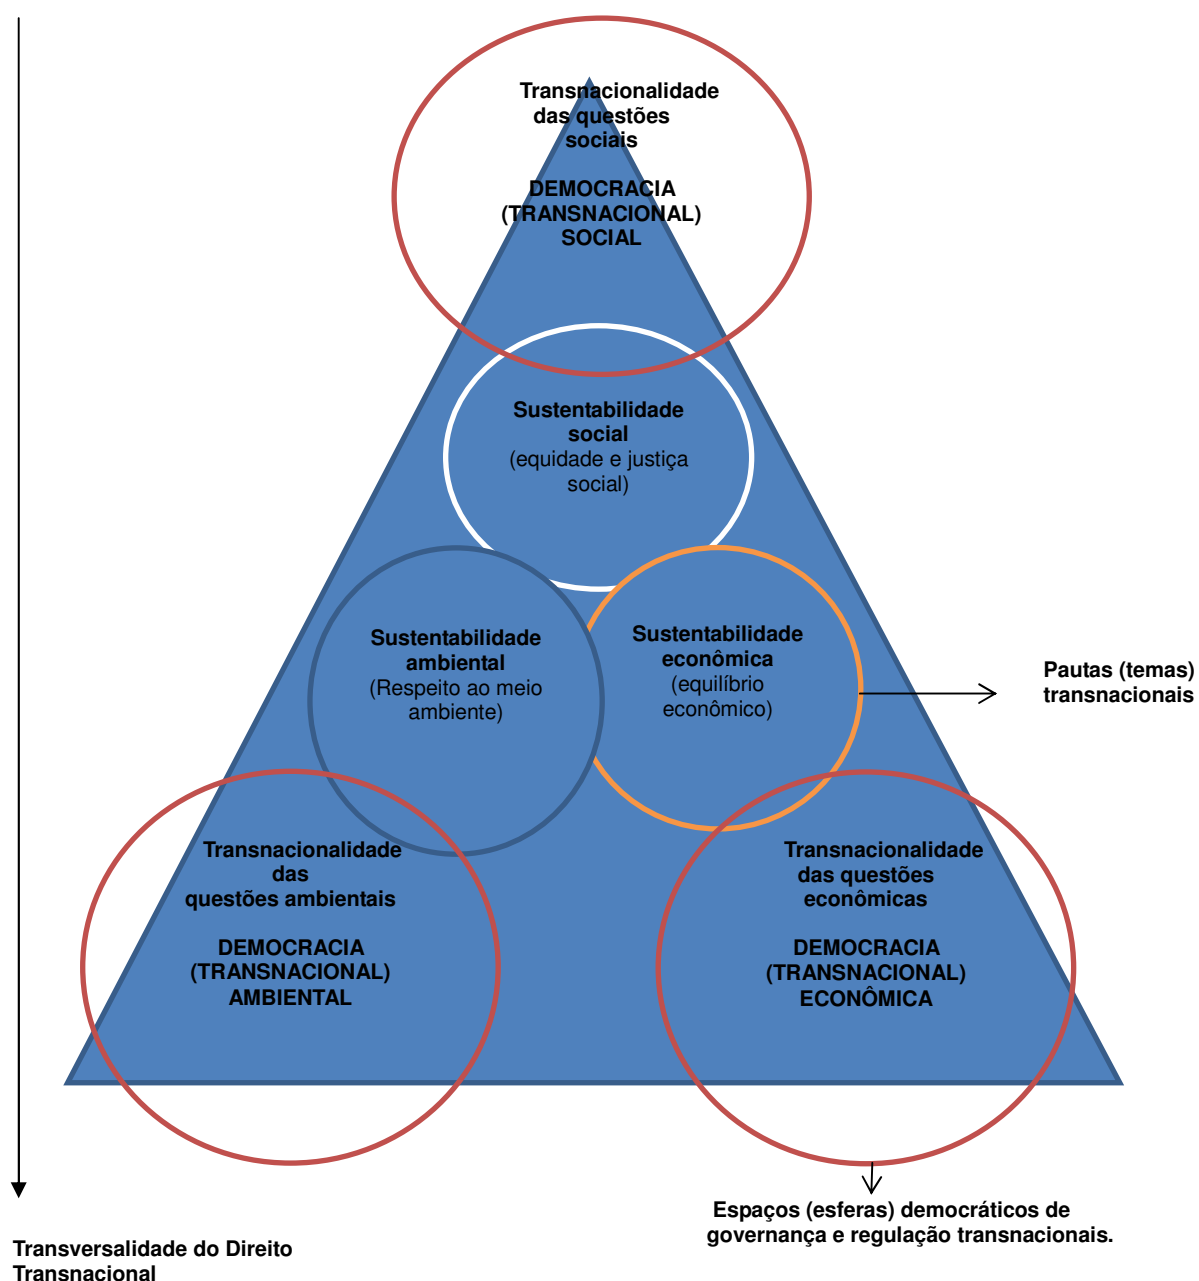 Transnacionalidade
das questões
sociais
DEMOCRACIA
(TRANSNACIONAL)
SOCIAL
Sustentabilidade
social
(equidade e justiça
social)
Sustentabilidade
ambiental
(Respeito ao meio
ambiente)
Sustentabilidade
econômica
(equilíbrio
econômico)
Pautas (temas)
transnacionais
Transnacionalidade
das
questões ambientais
DEMOCRACIA
(TRANSNACIONAL)
AMBIENTAL
Transnacionalidade
das questões
econômicas
DEMOCRACIA
(TRANSNACIONAL)
ECONÔMICA
Espaços (esferas) democráticos de
governança e regulação transnacionais.
Transversalidade do Direito
Transnacional